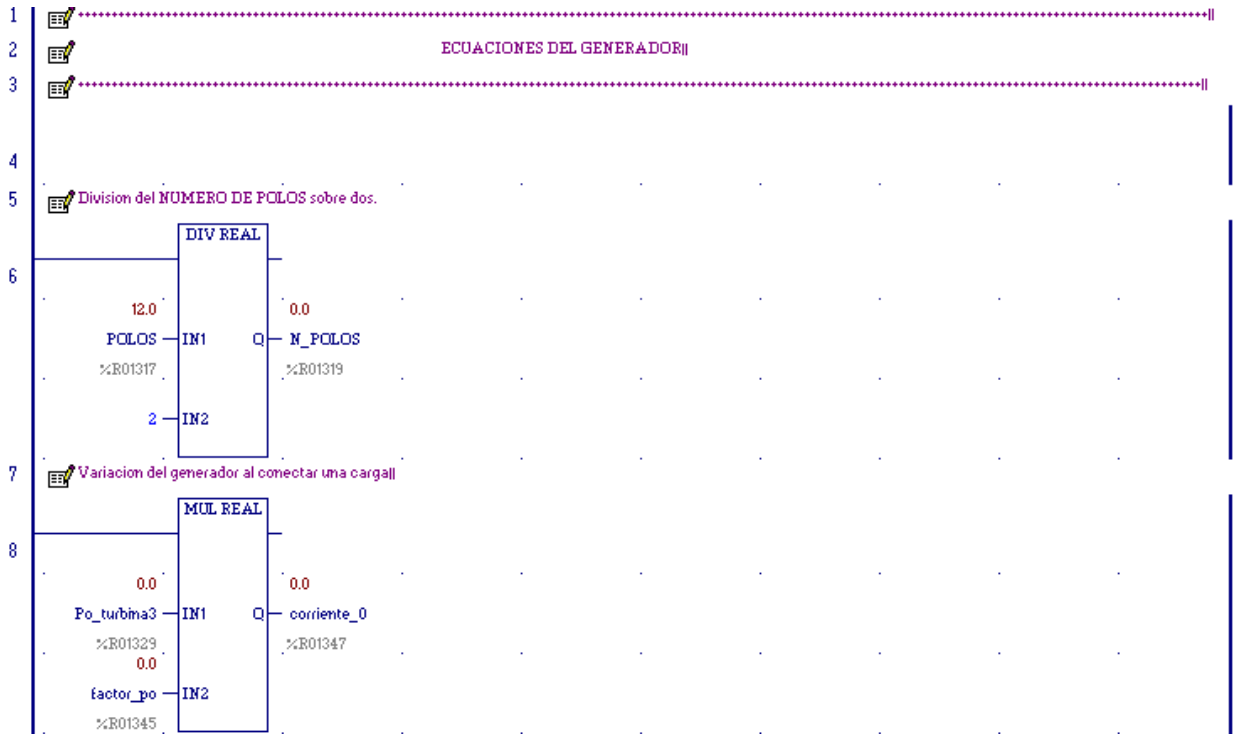 1 ****************************************************************||
2 ECUACIONES DEL GENERADOR||
3 ****************************************************************||
4
5 Division del NUMERO DE POLOS sobre dos.
DIV REAL
6
12.0 0.0
POLOS IN1 Q N_POLOS
%R01317 %R01319
2 IN2
7 Variacion del generador al conectar una carga||
MUL REAL
8
0.0 0.0
Po_turbina3 IN1 Q corriente_0
%R01329 %R01347
0.0
factor_po IN2
%R01345